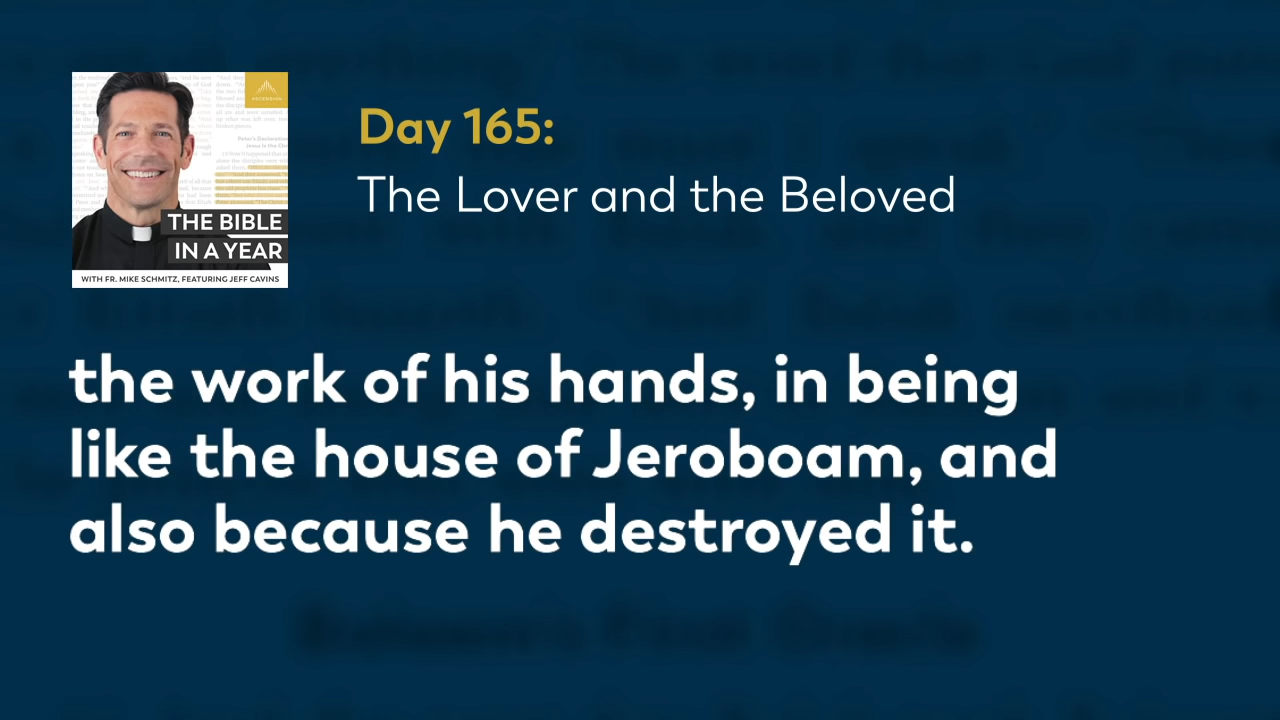 Day 165:
The Lover and the Beloved
ASCENSION
THE BIBLE
IN A YEAR
WITH FR. MIKE SCHMITZ, FEATURING JEFF CAVINS
the work of his hands, in being
like the house of Jeroboam, and
also because he destroyed it.